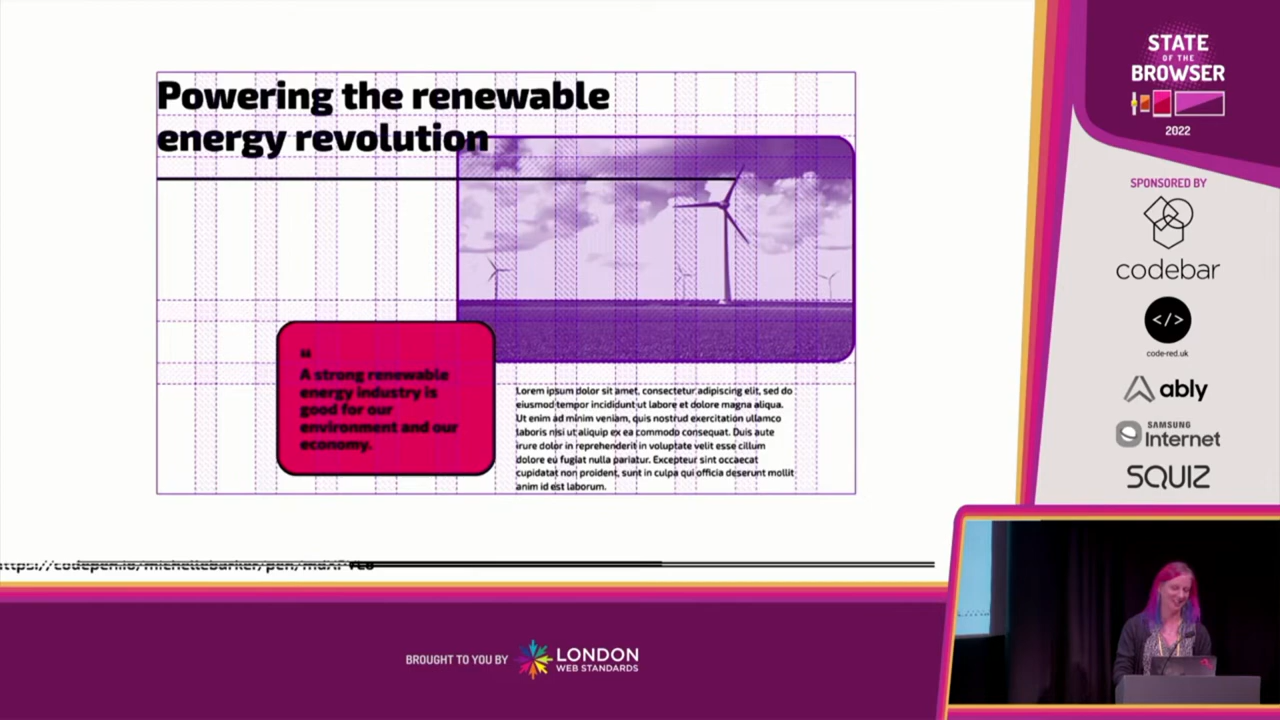 Powering the renewable
energy revolution
“
A strong renewable
energy industry is
good for our
environment and our
economy.
Lorem ipsum dolor sit amet, consectetur adipiscing elit, sed do
eiusmod tempor incididunt ut labore et dolore magna aliqua.
Ut enim ad minim veniam, quis nostrud exercitation ullamco
laboris nisi ut aliquip ex ea commodo consequat. Duis aute
irure dolor in reprehenderit in voluptate velit esse cillum
dolore eu fugiat nulla pariatur. Excepteur sint occaecat
cupidatat non proident, sunt in culpa qui officia deserunt mollit
anim id est laborum.
STATE
OF THE
BROWSER
2022
SPONSORED BY
codebar
</>
code-red.uk
ably
SAMSUNG
Internet
SQUIZ
BROUGHT TO YOU BY
LONDON
WEB STANDARDS